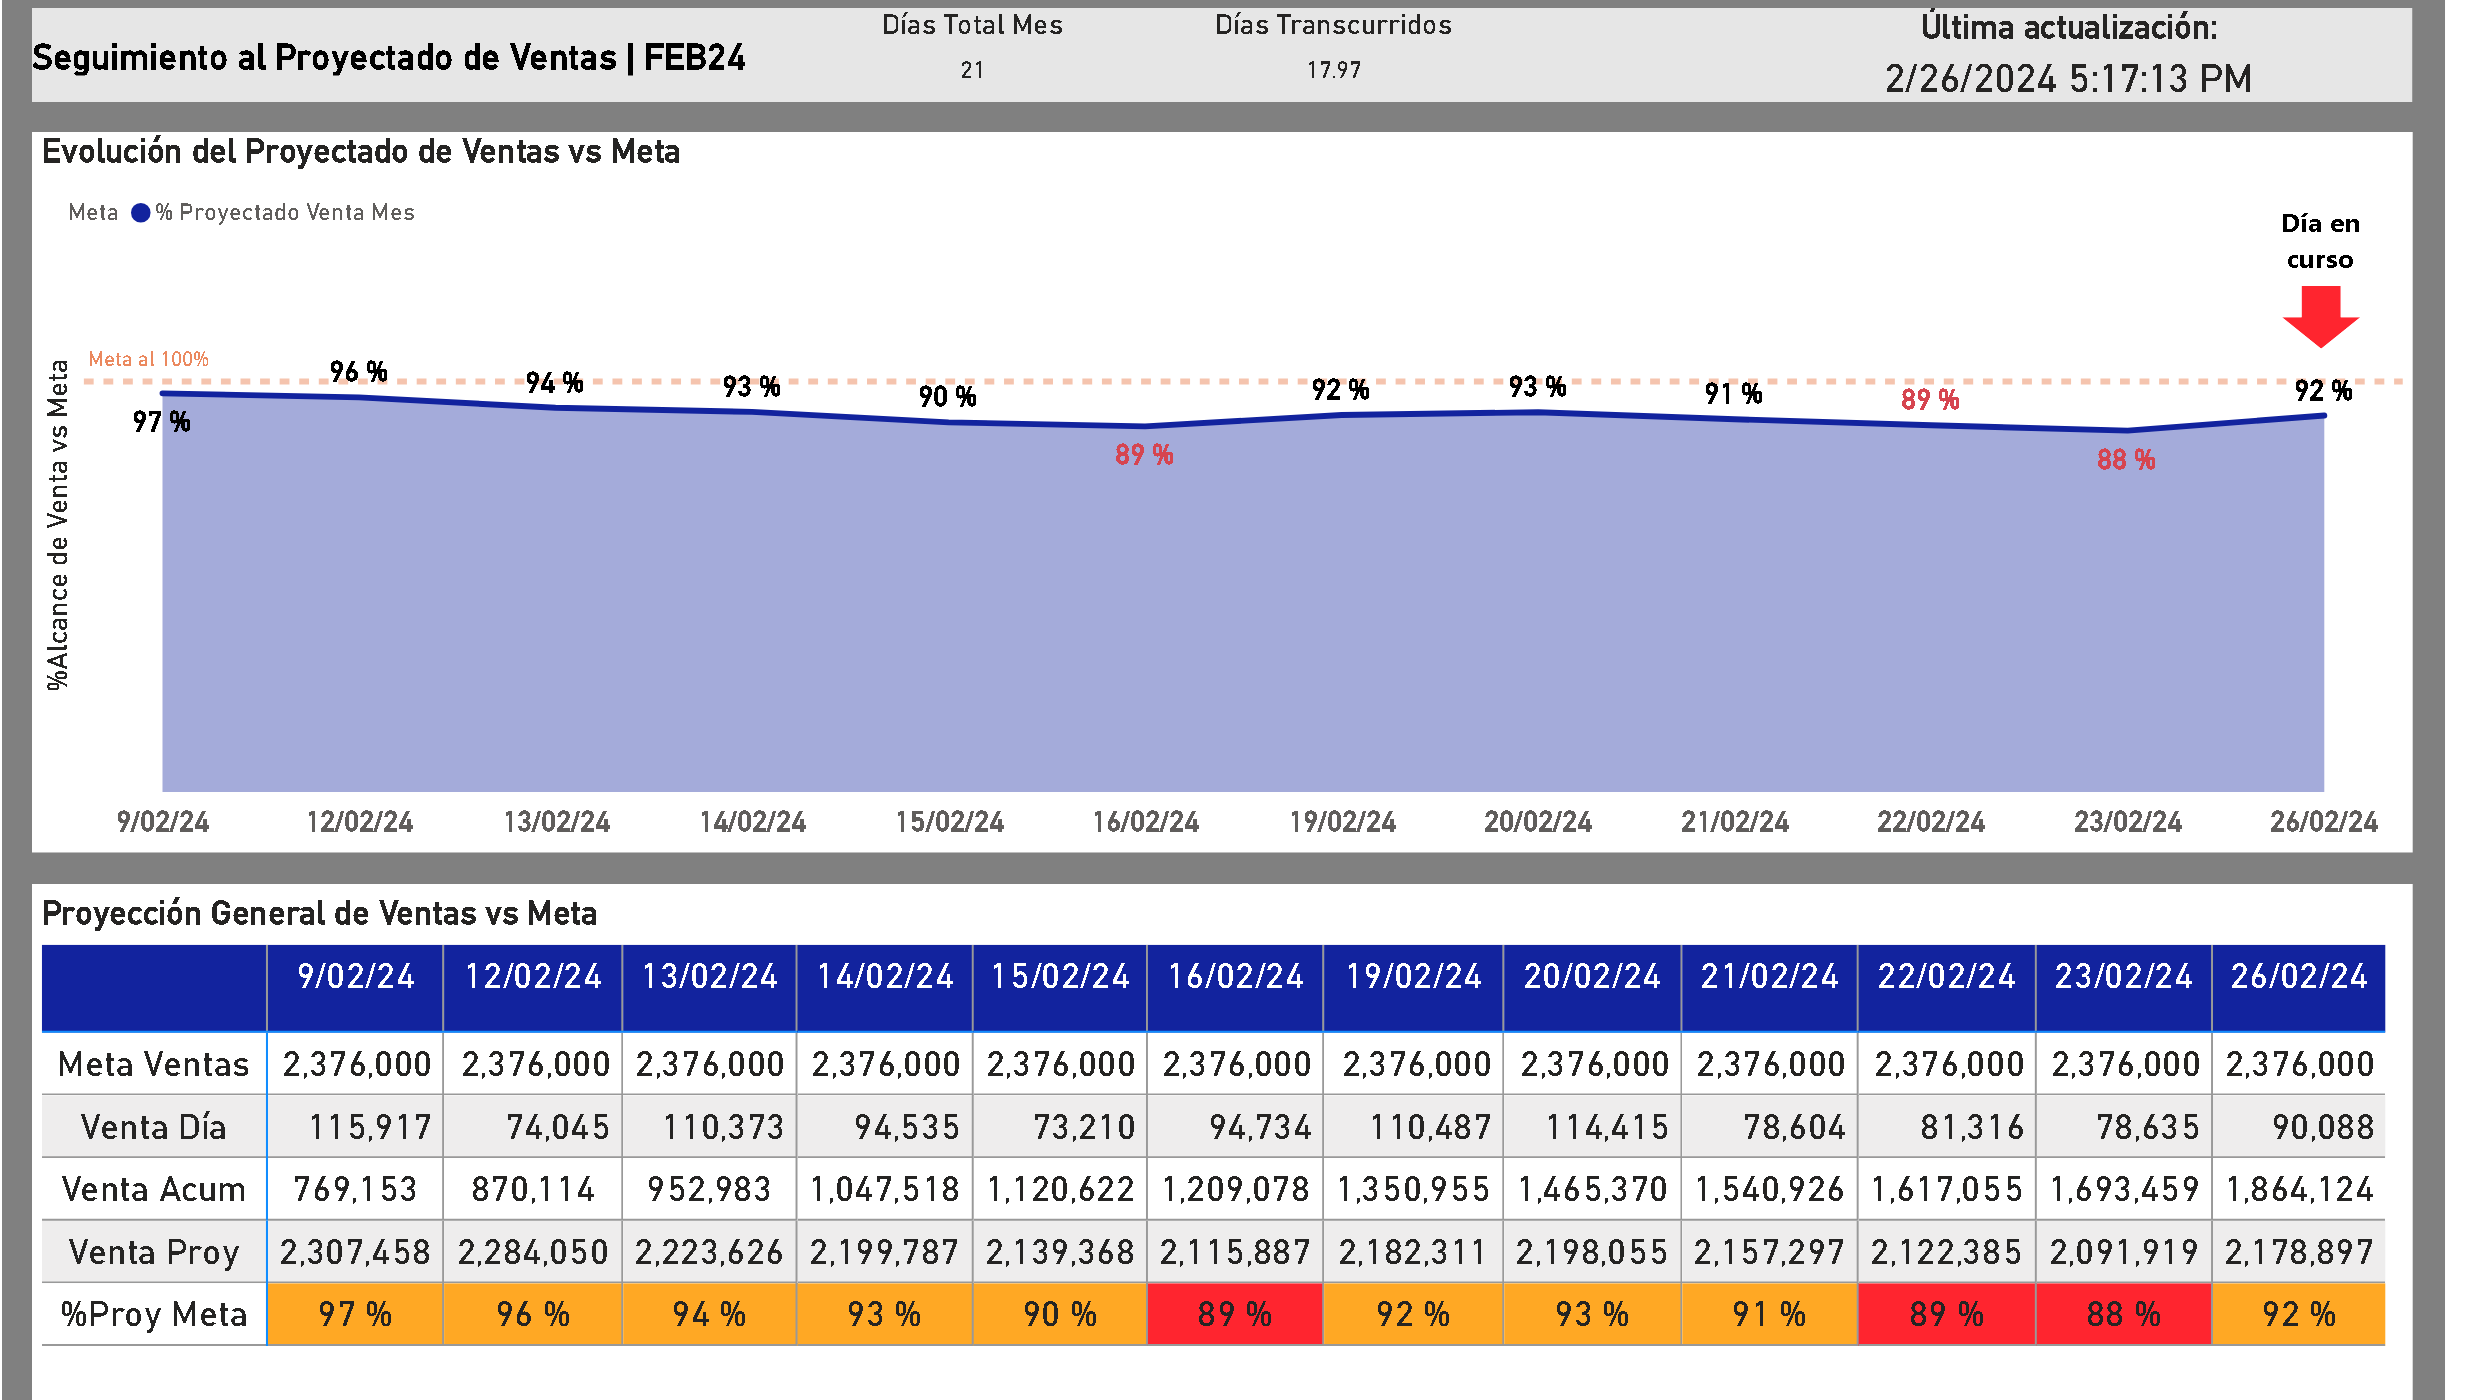 Seguimiento al Proyectado de Ventas | FEB24
Días Total Mes
21
Días Transcurridos
17.97
Última actualización:
2/26/2024 5:17:13 PM
Evolución del Proyectado de Ventas vs Meta
Meta % Proyectado Venta Mes
Día en
curso
%Alcance de Venta vs Meta
Meta al 100%
97 % 96 % 94 % 93 % 90 % 89 % 92 % 93 % 91 % 89 % 88 % 92 %
9/02/24 12/02/24 13/02/24 14/02/24 15/02/24 16/02/24 19/02/24 20/02/24 21/02/24 22/02/24 23/02/24 26/02/24
Proyección General de Ventas vs Meta
9/02/24 12/02/24 13/02/24 14/02/24 15/02/24 16/02/24 19/02/24 20/02/24 21/02/24 22/02/24 23/02/24 26/02/24
Meta Ventas 2,376,000 2,376,000 2,376,000 2,376,000 2,376,000 2,376,000 2,376,000 2,376,000 2,376,000 2,376,000 2,376,000 2,376,000
Venta Día 115,917 74,045 110,373 94,535 73,210 94,734 110,487 114,415 78,604 81,316 78,635 90,088
Venta Acum 769,153 870,114 952,983 1,047,518 1,120,622 1,209,078 1,350,955 1,465,370 1,540,926 1,617,055 1,693,459 1,864,124
Venta Proy 2,307,458 2,284,050 2,223,626 2,199,787 2,139,368 2,115,887 2,182,311 2,198,055 2,157,297 2,122,385 2,091,919 2,178,897
%Proy Meta 97 % 96 % 94 % 93 % 90 % 89 % 92 % 93 % 91 % 89 % 88 % 92 %